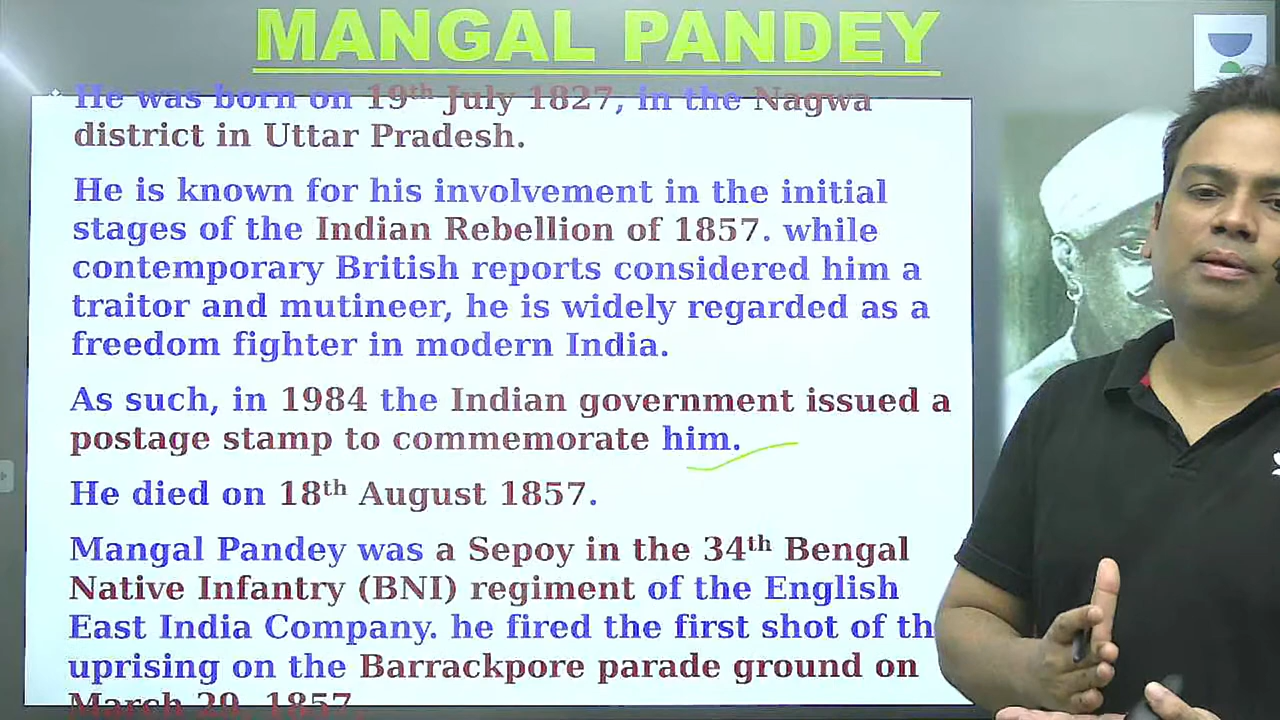 MANGAL PANDEY
He was born on 19th July 1827, in the Nagwa
district in Uttar Pradesh.
He is known for his involvement in the initial
stages of the Indian Rebellion of 1857. while
contemporary British reports considered him a
traitor and mutineer, he is widely regarded as a
freedom fighter in modern India.
As such, in 1984 the Indian government issued a
postage stamp to commemorate him.
He died on 18th August 1857.
Mangal Pandey was a Sepoy in the 34th Bengal
Native Infantry (BNI) regiment of the English
East India Company. he fired the first shot of th
uprising on the Barrackpore parade ground on
March 29, 1857.